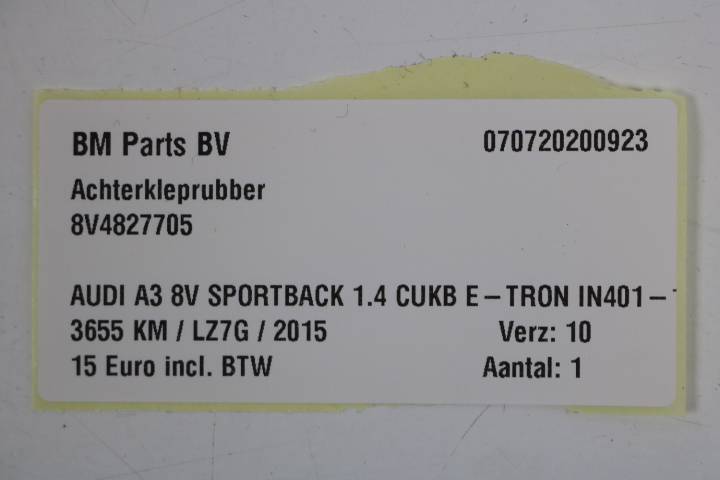 BM Parts BV 070720200923
Achterkleprubber
8V4827705
AUDI A3 8V SPORTBACK 1.4 CUKB E-TRON IN401-
3655 KM / LZ7G / 2015 Verz: 10
15 Euro incl. BTW Aantal: 1